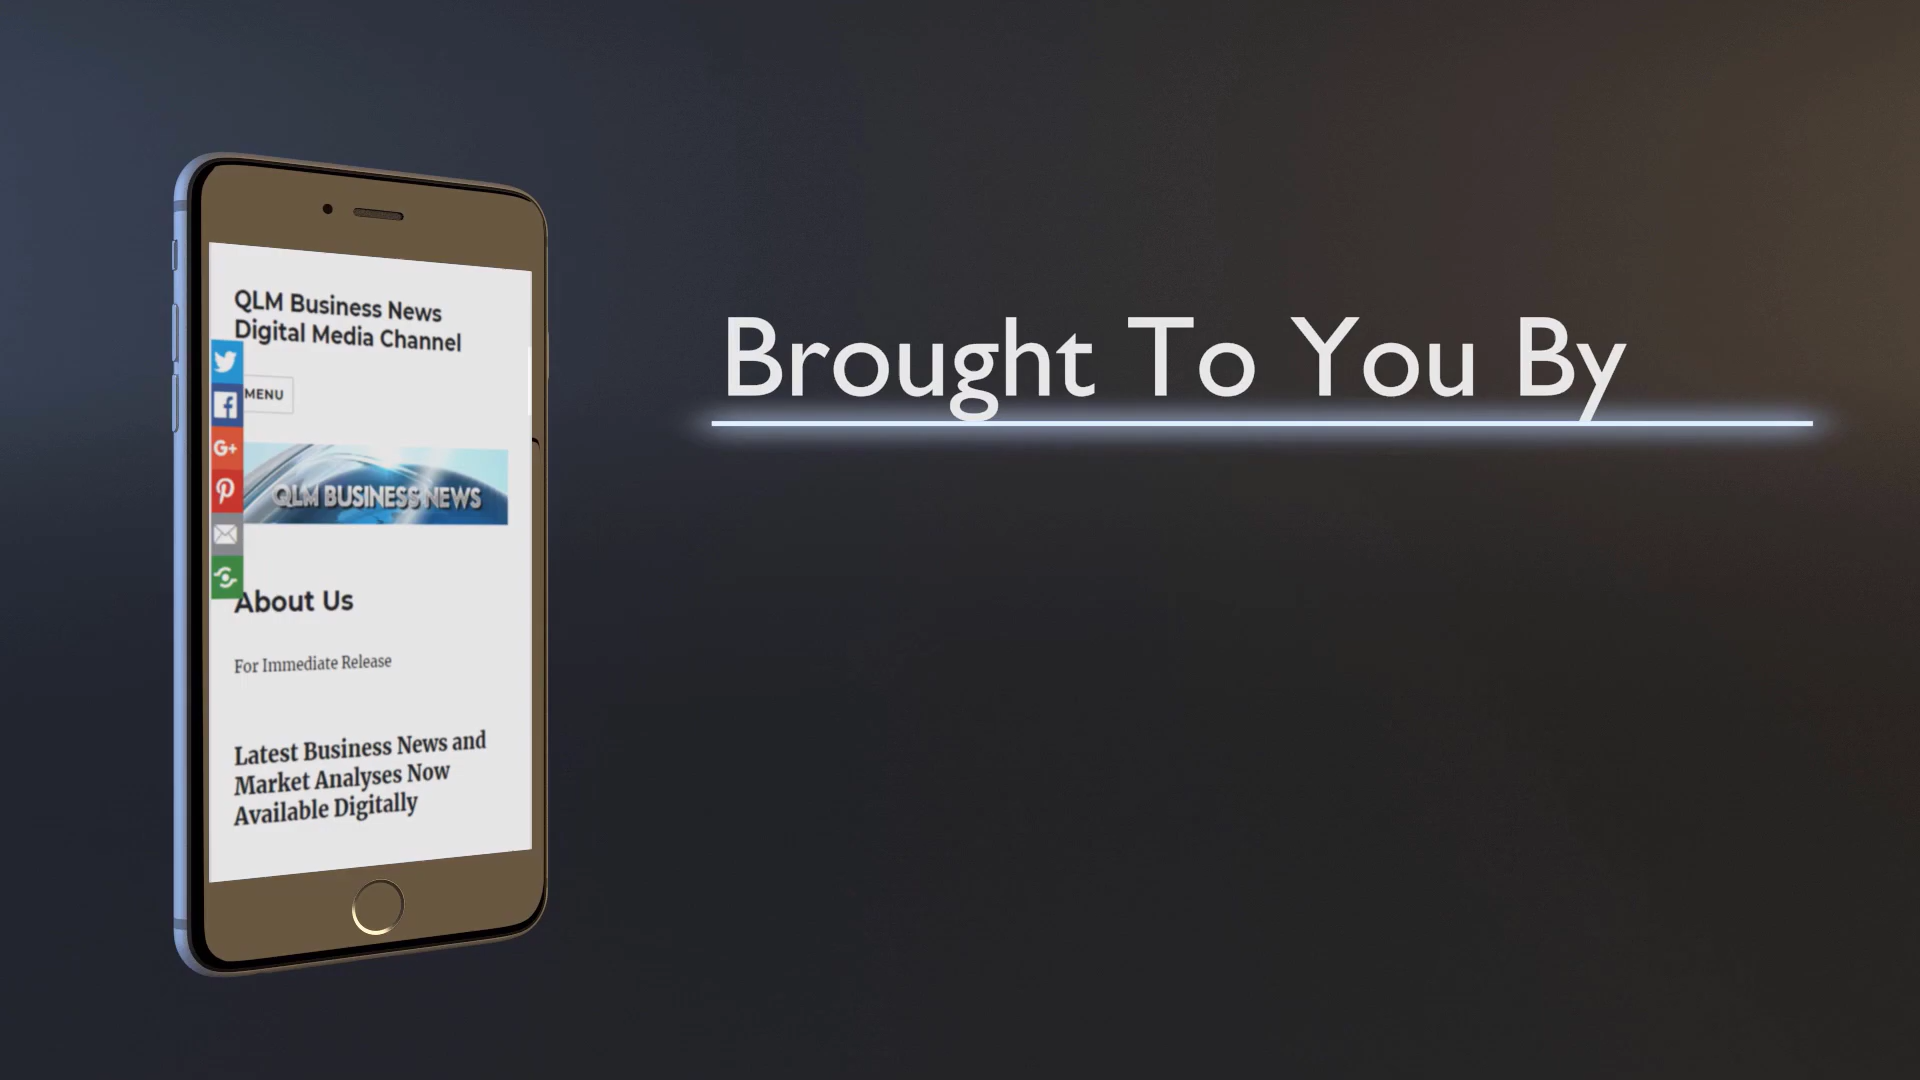 QLM Business News
Digital Media Channel
MENU
QLM BUSINESS NEWS
About Us
For Immediate Release
Latest Business News and
Market Analyses Now
Available Digitally
Brought To You By